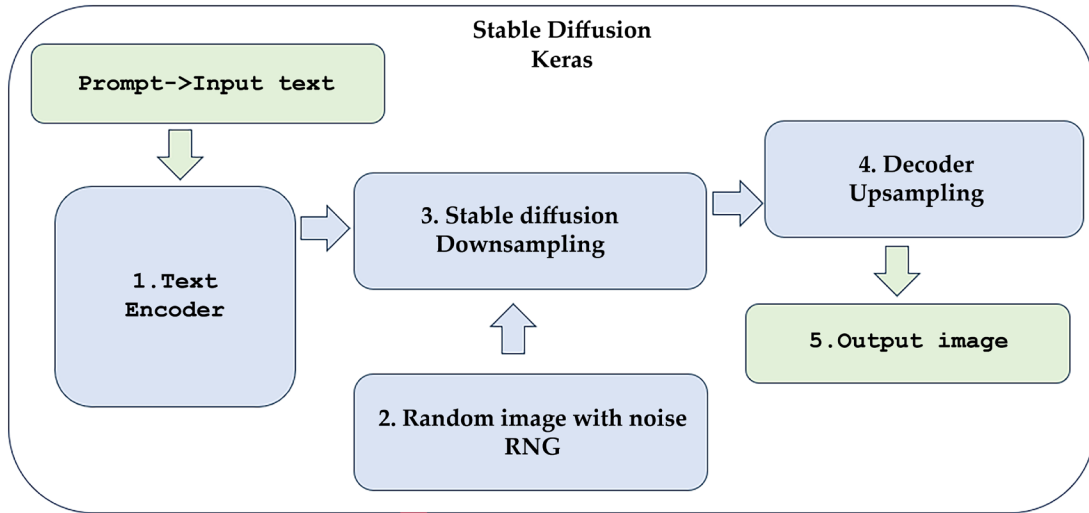 Stable Diffusion
Keras
Prompt->Input text
1.Text
Encoder
3. Stable diffusion
Downsampling
4. Decoder
Upsampling
5.Output image
2. Random image with noise
RNG